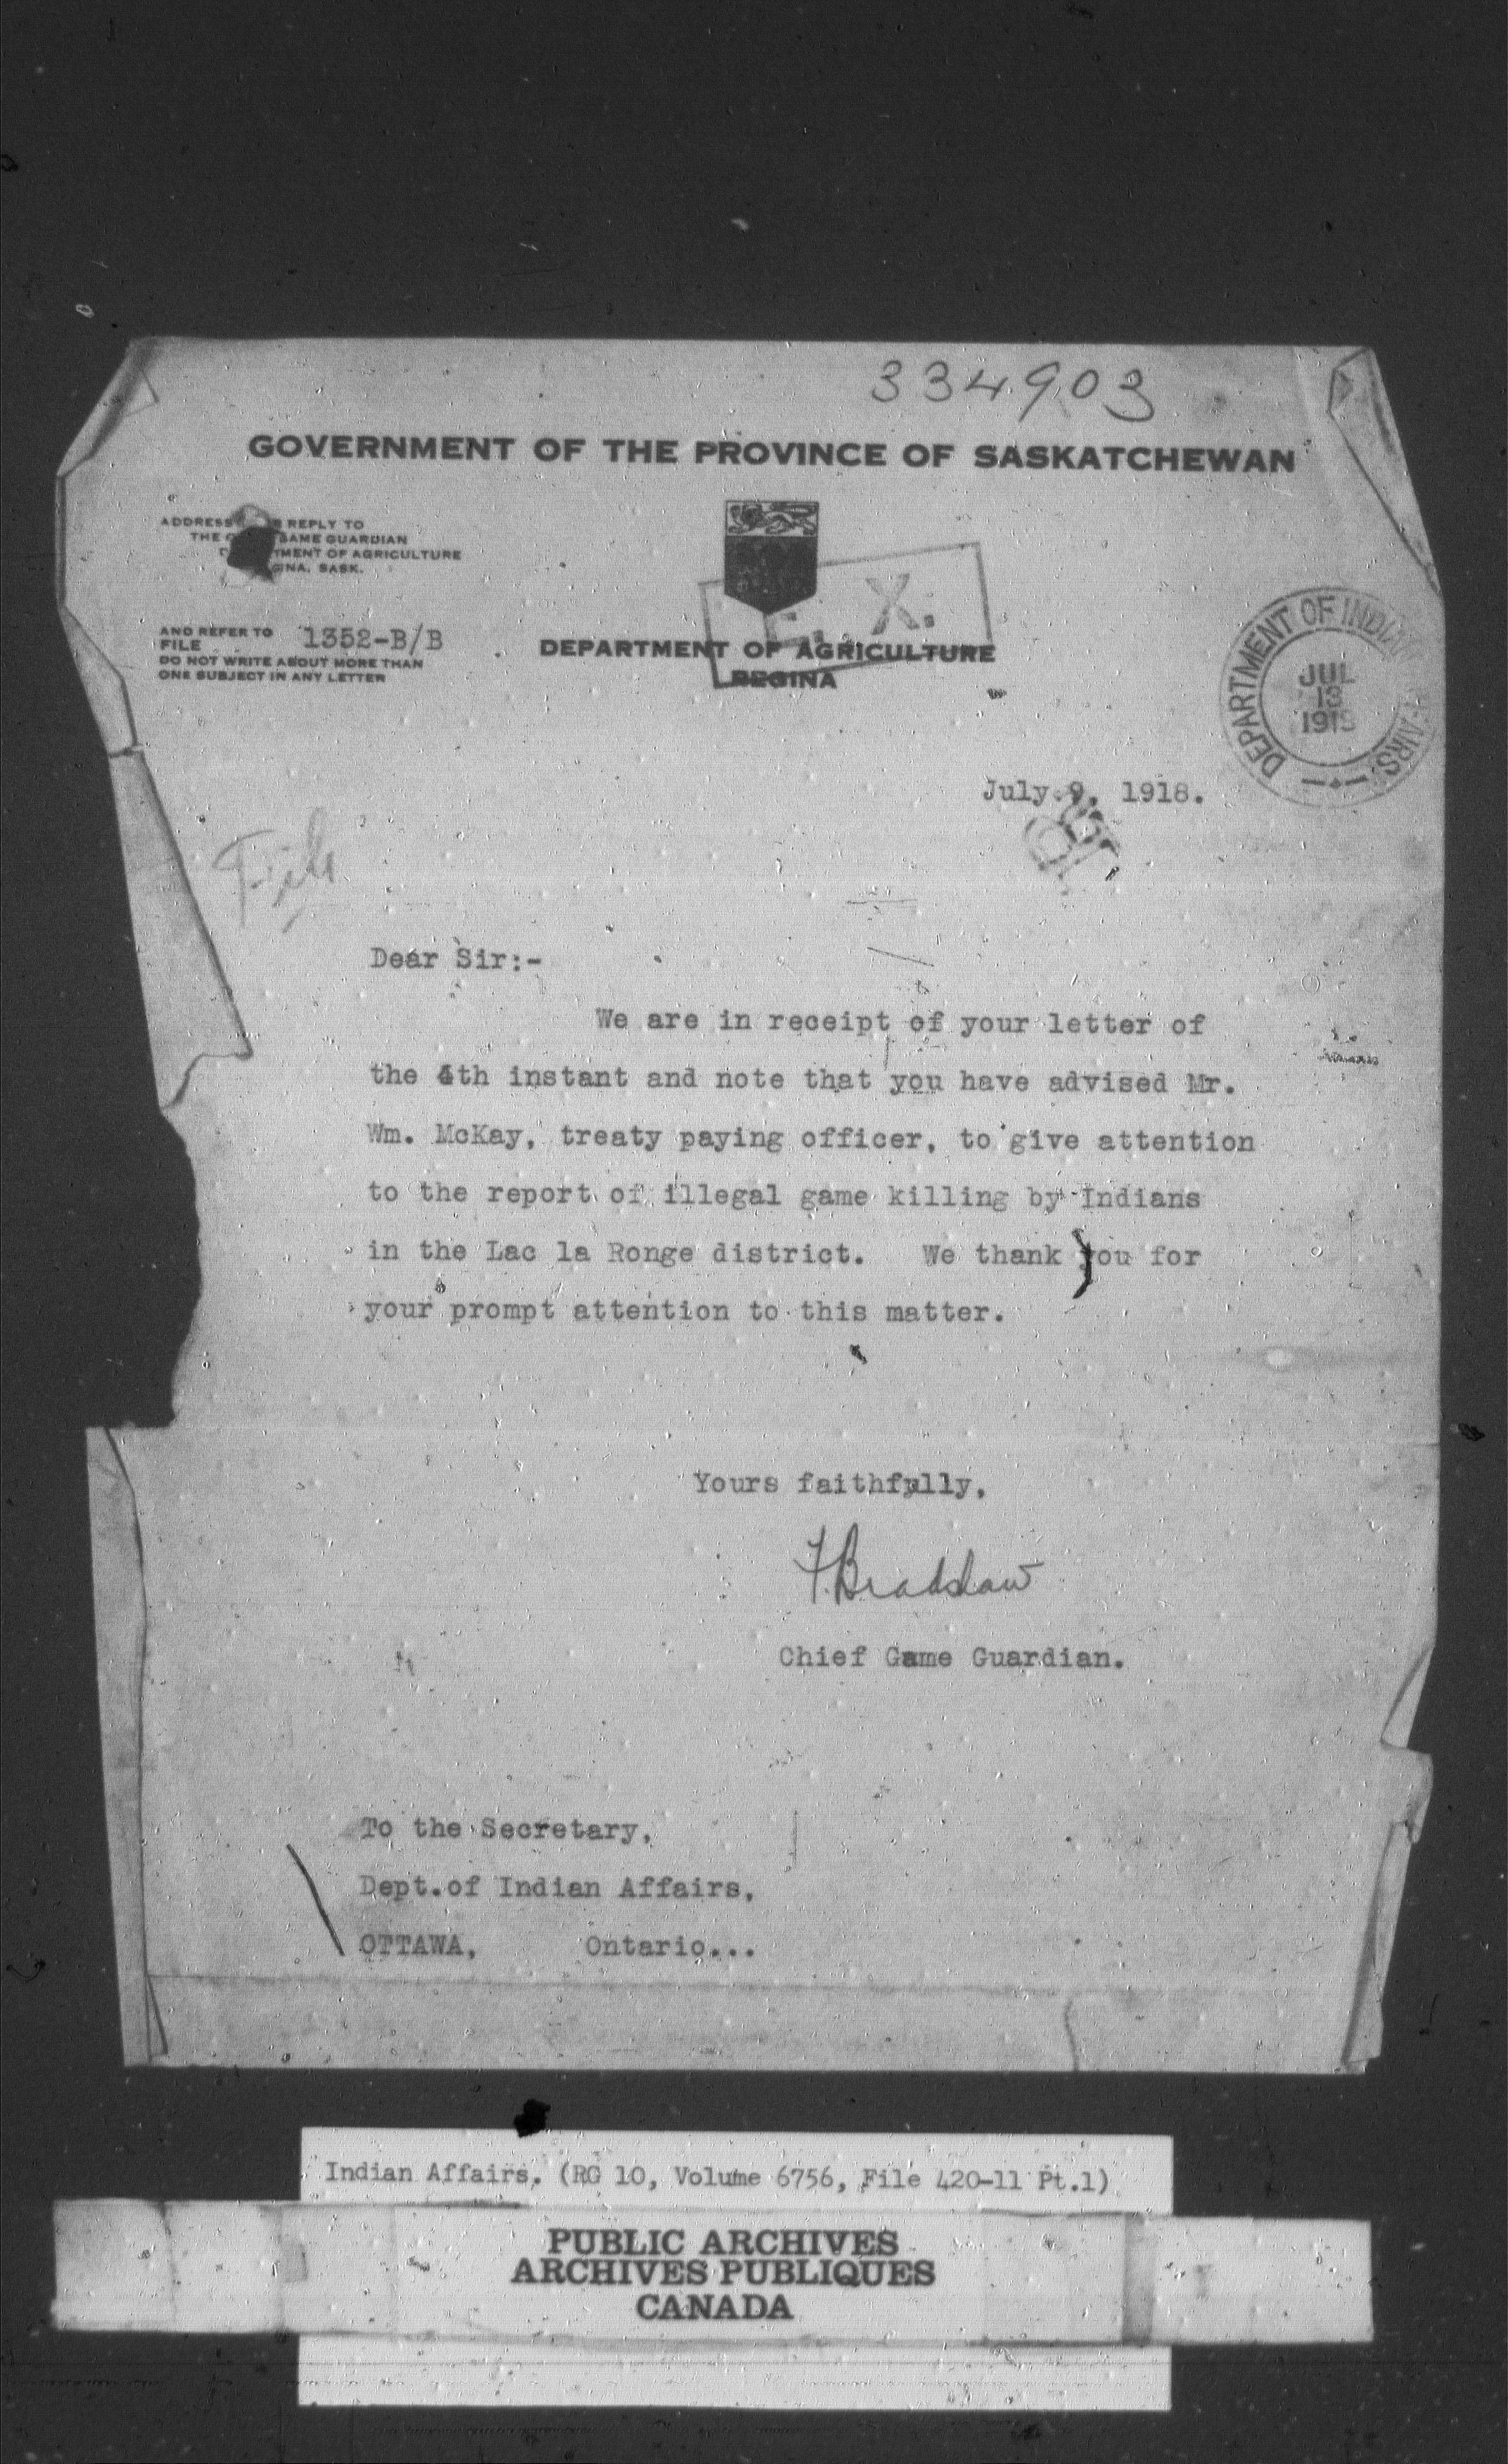 334903
GOVERNMENT OF THE PROVINCE OF SASKATCHEWAN
ADDRESS REPLY TO
THE GAME GUARDIAN
TMENT OF AGRICULTURE
GINA, SASK.
AND REFER TO
FILE 1352-B/B
DO NOT WRITE ABOUT MORE THAN
ONE SUBJECT IN ANY LETTER
E. X.
DEPARTMENT OF AGRICULTURE
REGINA
DEPARTMENT OF INDIAN AFFAIRS
JUL
13
1918
July 9, 1918.
File
Dear Sir:-
We are in receipt of your letter of
the 4th instant and note that you have advised Mr.
Wm. McKay, treaty paying officer, to give attention
to the report of illegal game killing by Indians
in the Lac la Ronge district. We thank you for
your prompt attention to this matter.
Yours faithfully,
F. Bradshaw
Chief Game Guardian.
To the Secretary,
Dept.of Indian Affairs,
OTTAWA, Ontario...
Indian Affairs. (RG 10, Volume 6756, File 420-11 Pt.1)
PUBLIC ARCHIVES
ARCHIVES PUBLIQUES
CANADA